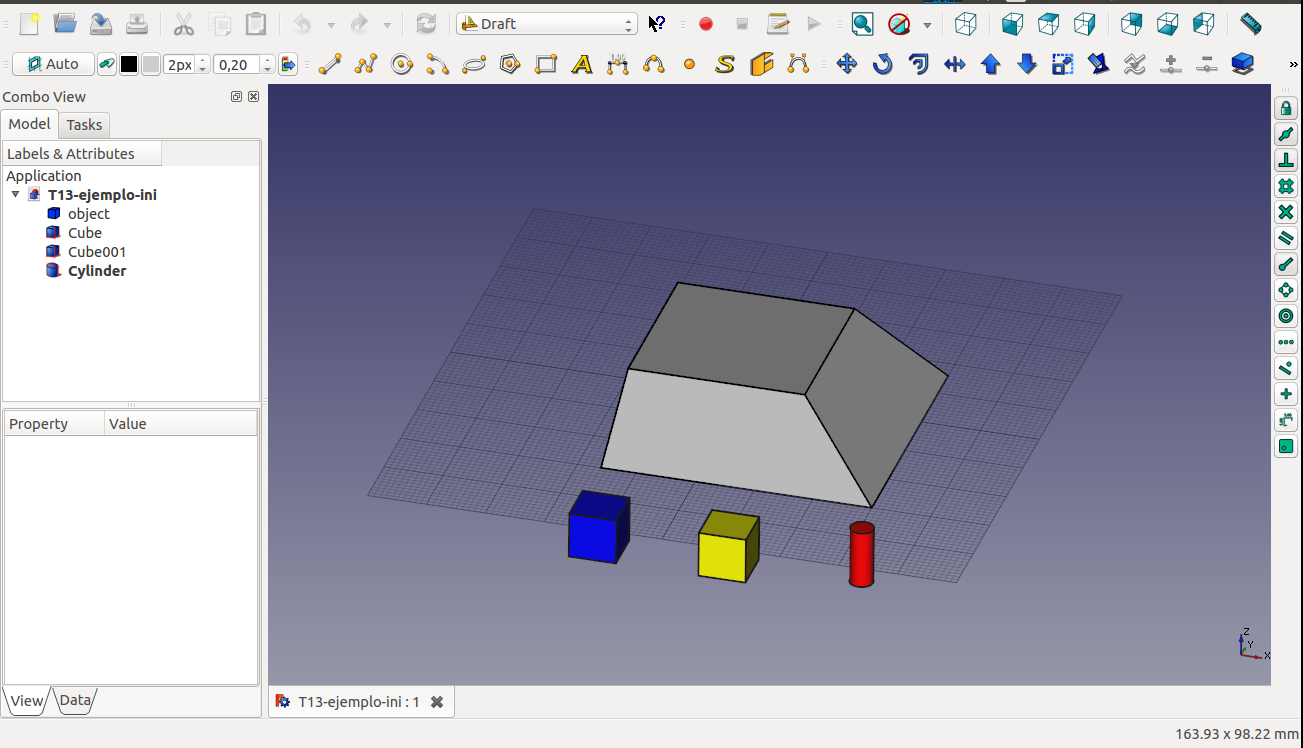 Draft
Auto
2px
0,20
»
Combo View
Model
Tasks
Labels & Attributes
Application
T13-ejemplo-ini
object
Cube
Cube001
Cylinder
Property
Value
View
Data
Z
Y
X
T13-ejemplo-ini : 1
163.93 x 98.22 mm